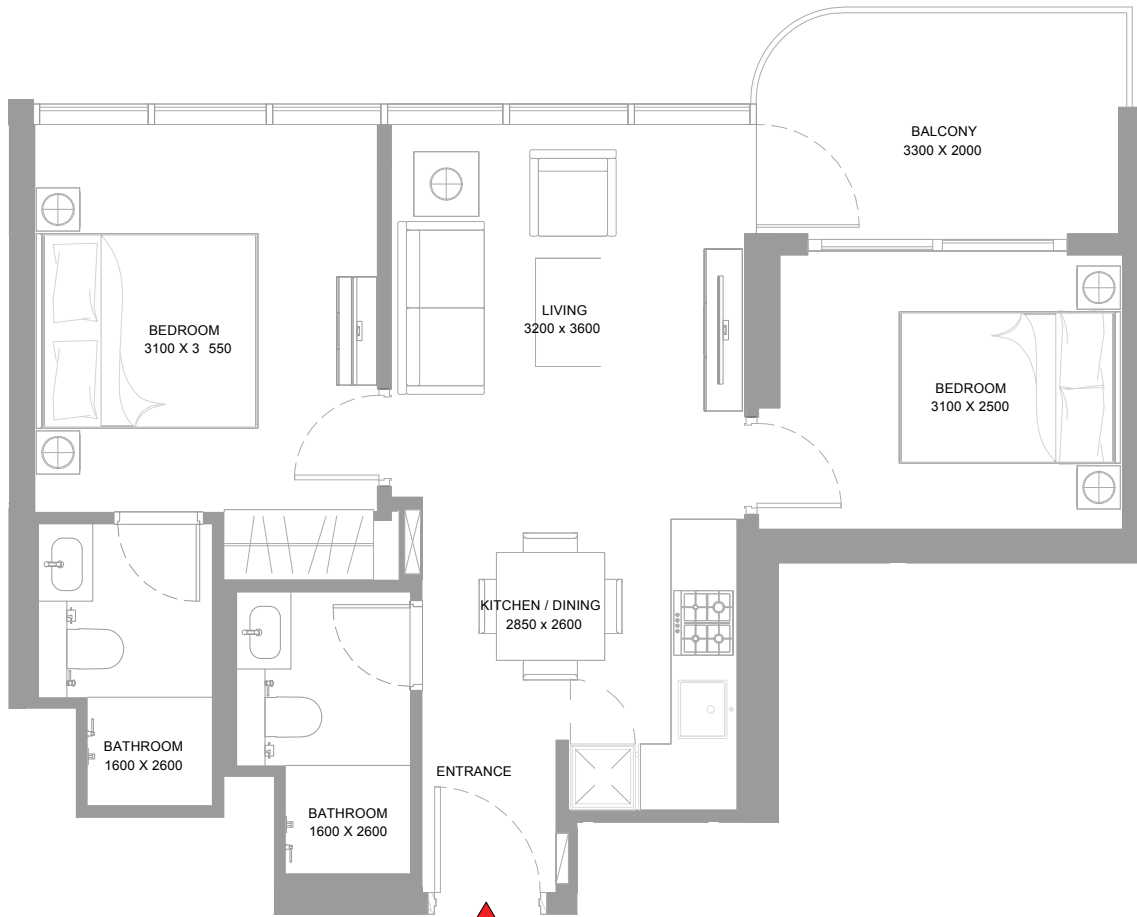 BALCONY
3300 X 2000
BEDROOM
3100 X 3 550
LIVING
3200 x 3600
BEDROOM
3100 X 2500
KITCHEN / DINING
2850 x 2600
BATHROOM
1600 X 2600
ENTRANCE
BATHROOM
1600 X 2600